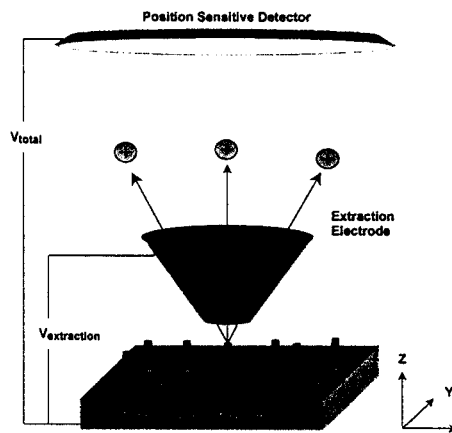 Position Sensitive Detector
Vtotal
Extraction
Electrode
Vextraction
Z
Y